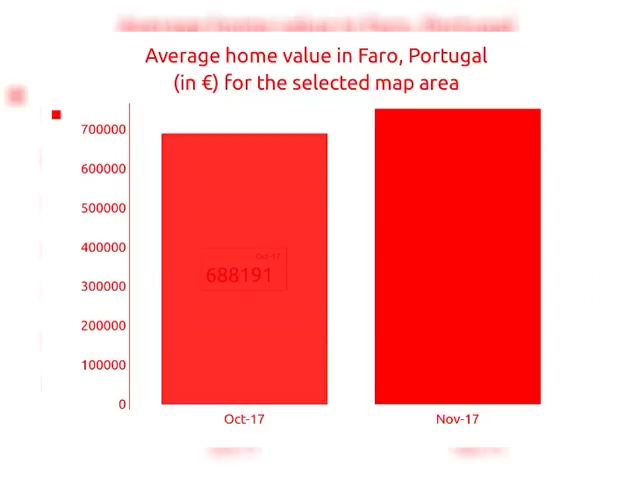 Average home value in Faro, Portugal
(in €) for the selected map area
700000
600000
500000
400000
300000
200000
100000
0
Oct-17
688191
Oct-17
Nov-17